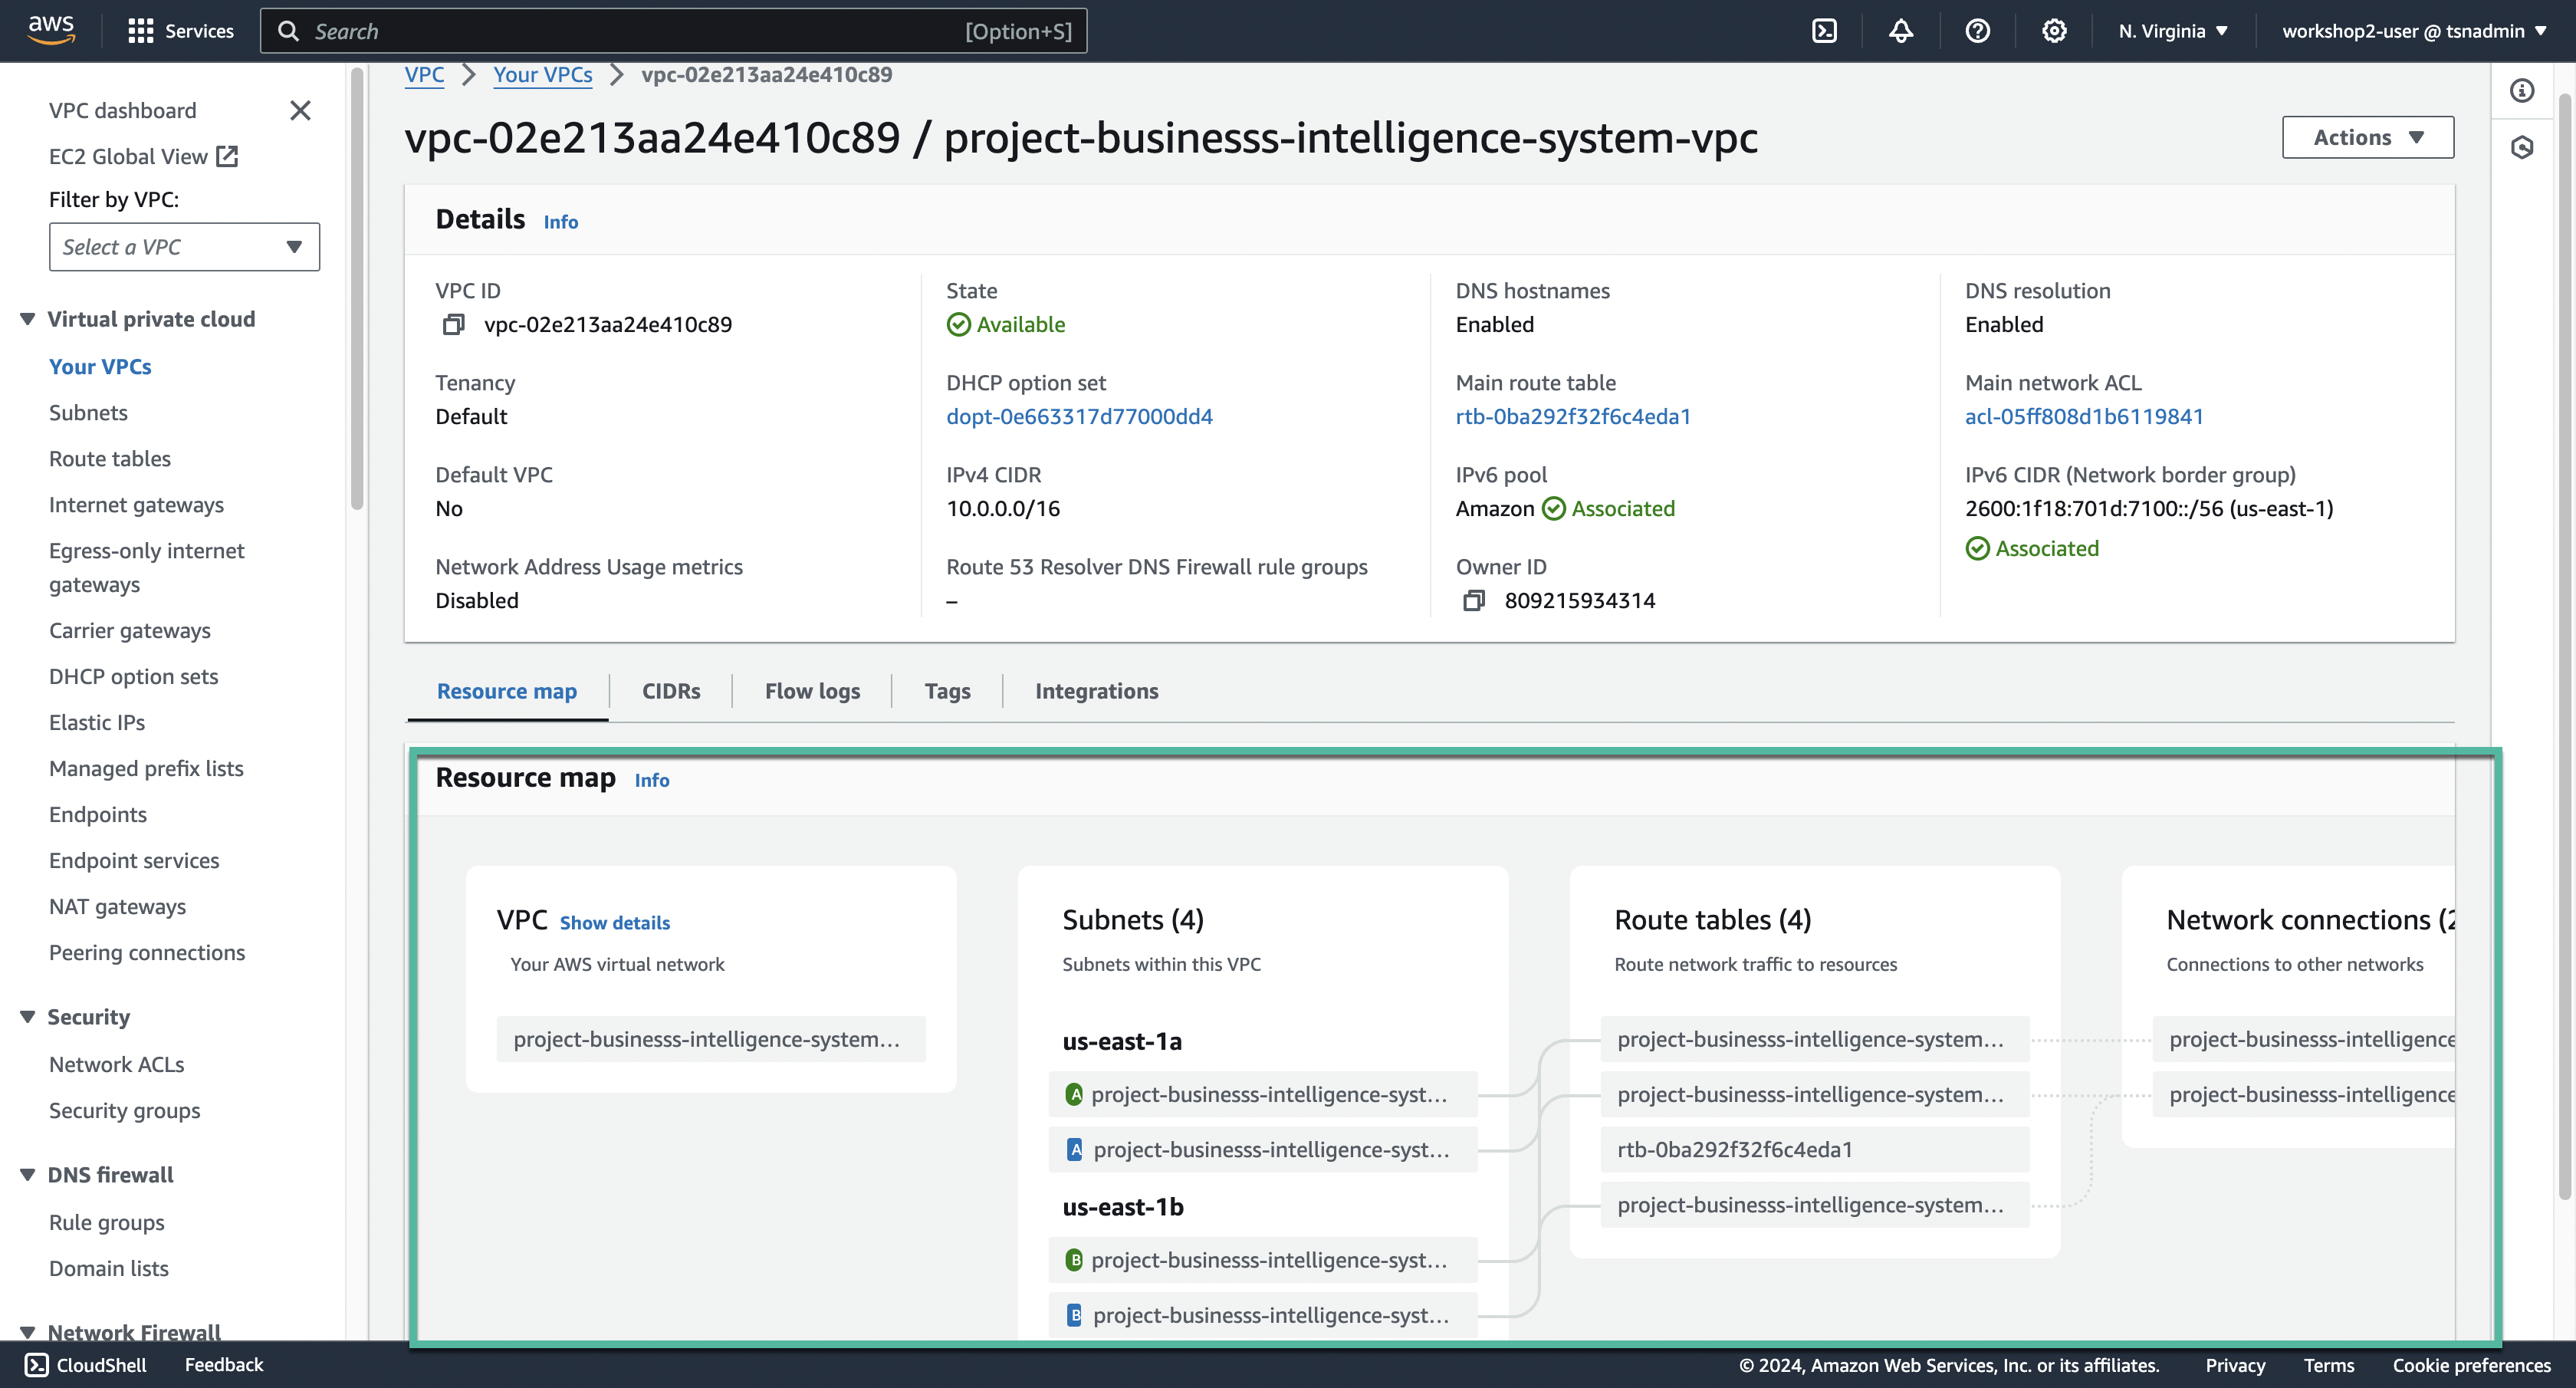 aws
Services
Search
[Option+S]
N. Virginia
workshop2-user @ tsnadmin
VPC dashboard
EC2 Global View
Filter by VPC:
Select a VPC
Virtual private cloud
Your VPCs
Subnets
Route tables
Internet gateways
Egress-only internet
gateways
Carrier gateways
DHCP option sets
Elastic IPs
Managed prefix lists
Endpoints
Endpoint services
NAT gateways
Peering connections
Security
Network ACLs
Security groups
DNS firewall
Rule groups
Domain lists
Network Firewall
VPC
Your VPCs
vpc-02e213aa24e410c89
vpc-02e213aa24e410c89 / project-businesss-intelligence-system-vpc
Actions
Details Info
VPC ID
vpc-02e213aa24e410c89
State
Available
DNS hostnames
Enabled
DNS resolution
Enabled
Tenancy
Default
DHCP option set
dopt-0e663317d77000dd4
Main route table
rtb-0ba292f32f6c4eda1
Main network ACL
acl-05ff808d1b6119841
Default VPC
No
IPv4 CIDR
10.0.0.0/16
IPv6 pool
Amazon Associated
IPv6 CIDR (Network border group)
2600:1f18:701d:7100::/56 (us-east-1)
Associated
Network Address Usage metrics
Disabled
Route 53 Resolver DNS Firewall rule groups
–
Owner ID
809215934314
Resource map
CIDRs
Flow logs
Tags
Integrations
Resource map Info
VPC Show details
Your AWS virtual network
project-businesss-intelligence-system...
Subnets (4)
Subnets within this VPC
us-east-1a
A project-businesss-intelligence-syst...
A project-businesss-intelligence-syst...
us-east-1b
B project-businesss-intelligence-syst...
B project-businesss-intelligence-syst...
Route tables (4)
Route network traffic to resources
project-businesss-intelligence-system...
project-businesss-intelligence-system...
rtb-0ba292f32f6c4eda1
project-businesss-intelligence-system...
Network connections (2
Connections to other networks
project-businesss-intelligence
project-businesss-intelligence
CloudShell
Feedback
© 2024, Amazon Web Services, Inc. or its affiliates.
Privacy
Terms
Cookie preferences